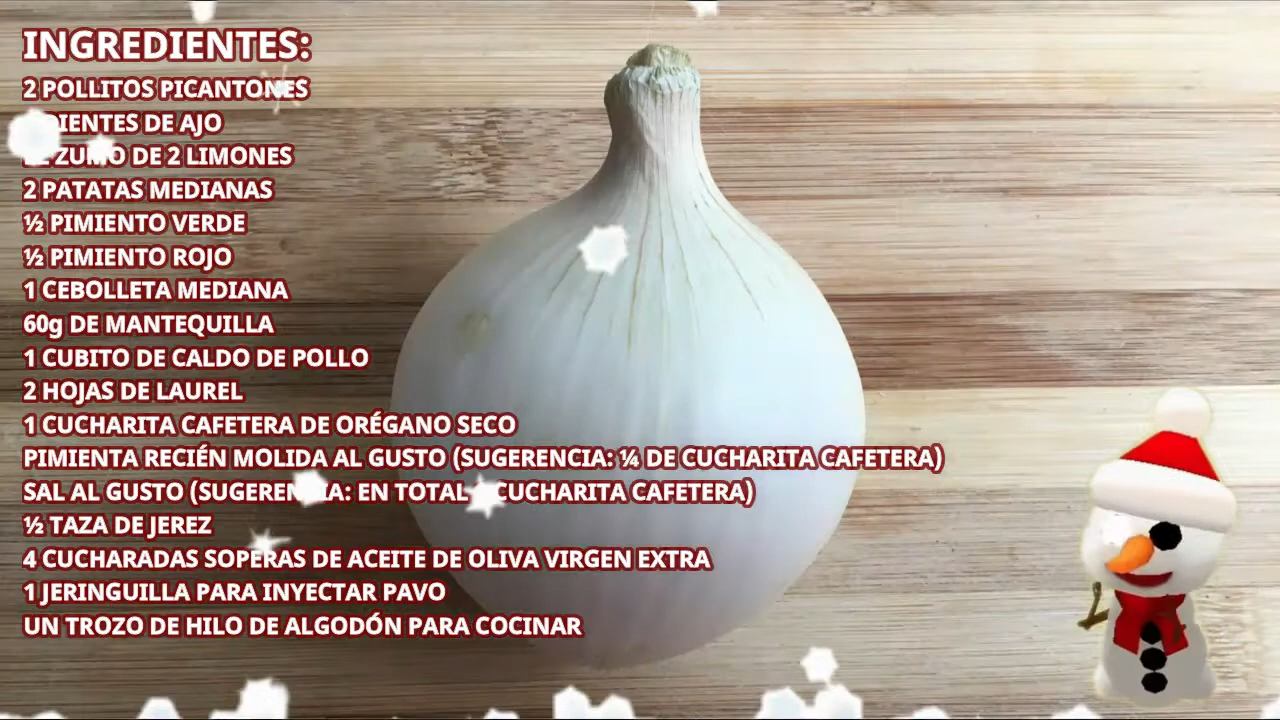 INGREDIENTES:
2 POLLITOS PICANTONES
DIENTES DE AJO
ZUMO DE 2 LIMONES
2 PATATAS MEDIANAS
½ PIMIENTO VERDE
½ PIMIENTO ROJO
1 CEBOLLETA MEDIANA
60g DE MANTEQUILLA
1 CUBITO DE CALDO DE POLLO
2 HOJAS DE LAUREL
1 CUCHARITA CAFETERA DE ORÉGANO SECO
PIMIENTA RECIÉN MOLIDA AL GUSTO (SUGERENCIA: ¼ DE CUCHARITA CAFETERA)
SAL AL GUSTO (SUGERENCIA: EN TOTAL CUCHARITA CAFETERA)
½ TAZA DE JEREZ
4 CUCHARADAS SOPERAS DE ACEITE DE OLIVA VIRGEN EXTRA
1 JERINGUILLA PARA INYECTAR PAVO
UN TROZO DE HILO DE ALGODÓN PARA COCINAR